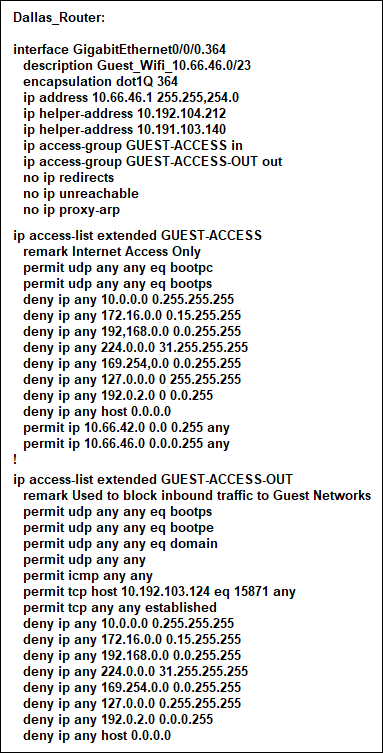 Dallas_Router:
interface GigabitEthernet0/0/0.364
description Guest_Wifi_10.66.46.0/23
encapsulation dot1Q 364
ip address 10.66.46.1 255.255,254.0
ip helper-address 10.192.104.212
ip helper-address 10.191.103.140
ip access-group GUEST-ACCESS in
ip access-group GUEST-ACCESS-OUT out
no ip redirects
no ip unreachable
no ip proxy-arp
ip access-list extended GUEST-ACCESS
remark Internet Access Only
permit udp any any eq bootpc
permit udp any any eq bootps
deny ip any 10.0.0.0 0.255.255.255
deny ip any 172.16.0.0 0.15.255.255
deny ip any 192,168.0.0 0.0.255.255
deny ip any 224.0.0.0 31.255.255.255
deny ip any 169.254,0.0 0.0.255.255
deny ip any 127.0.0.0 0 255.255.255
deny ip any 192.0.2.0 0 0.0.255
deny ip any host 0.0.0.0
permit ip 10.66.42.0 0.0 0.255 any
permit ip 10.66.46.0 0.0.0.255 any
!
ip access-list extended GUEST-ACCESS-OUT
remark Used to block inbound traffic to Guest Networks
permit udp any any eq bootps
permit udp any any eq bootpe
permit udp any any eq domain
permit udp any any
permit icmp any any
permit tcp host 10.192.103.124 eq 15871 any
permit tcp any any established
deny ip any 10.0.0.0 0.255.255.255
deny ip any 172.16.0.0 0.15.255.255
deny ip any 192.168.0.0 0.0.255.255
deny ip any 224.0.0.0 31.255.255.255
deny ip any 169.254.0.0 0.0.255.255
deny ip any 127.0.0.0 0.255.255.255
deny ip any 192.0.2.0 0.0.0.255
deny ip any host 0.0.0.0